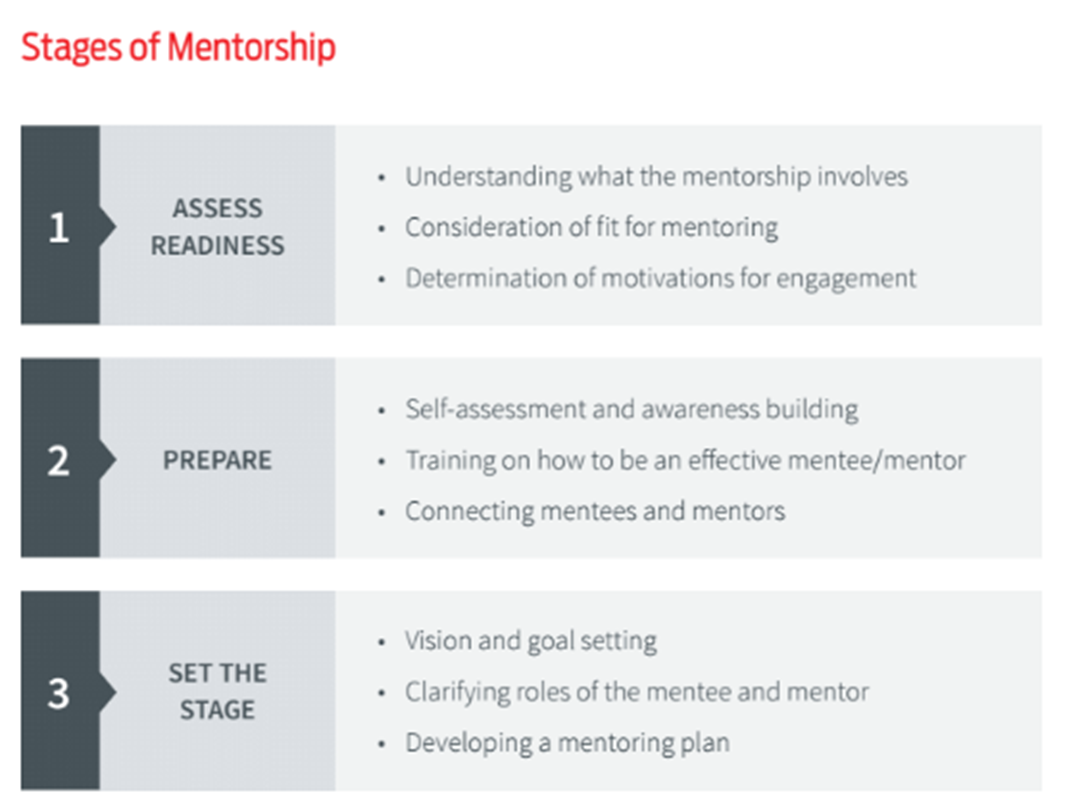 Stages of Mentorship
1
ASSESS
READINESS
• Understanding what the mentorship involves
• Consideration of fit for mentoring
• Determination of motivations for engagement
2
PREPARE
• Self-assessment and awareness building
• Training on how to be an effective mentee/mentor
• Connecting mentees and mentors
3
SET THE
STAGE
• Vision and goal setting
• Clarifying roles of the mentee and mentor
• Developing a mentoring plan